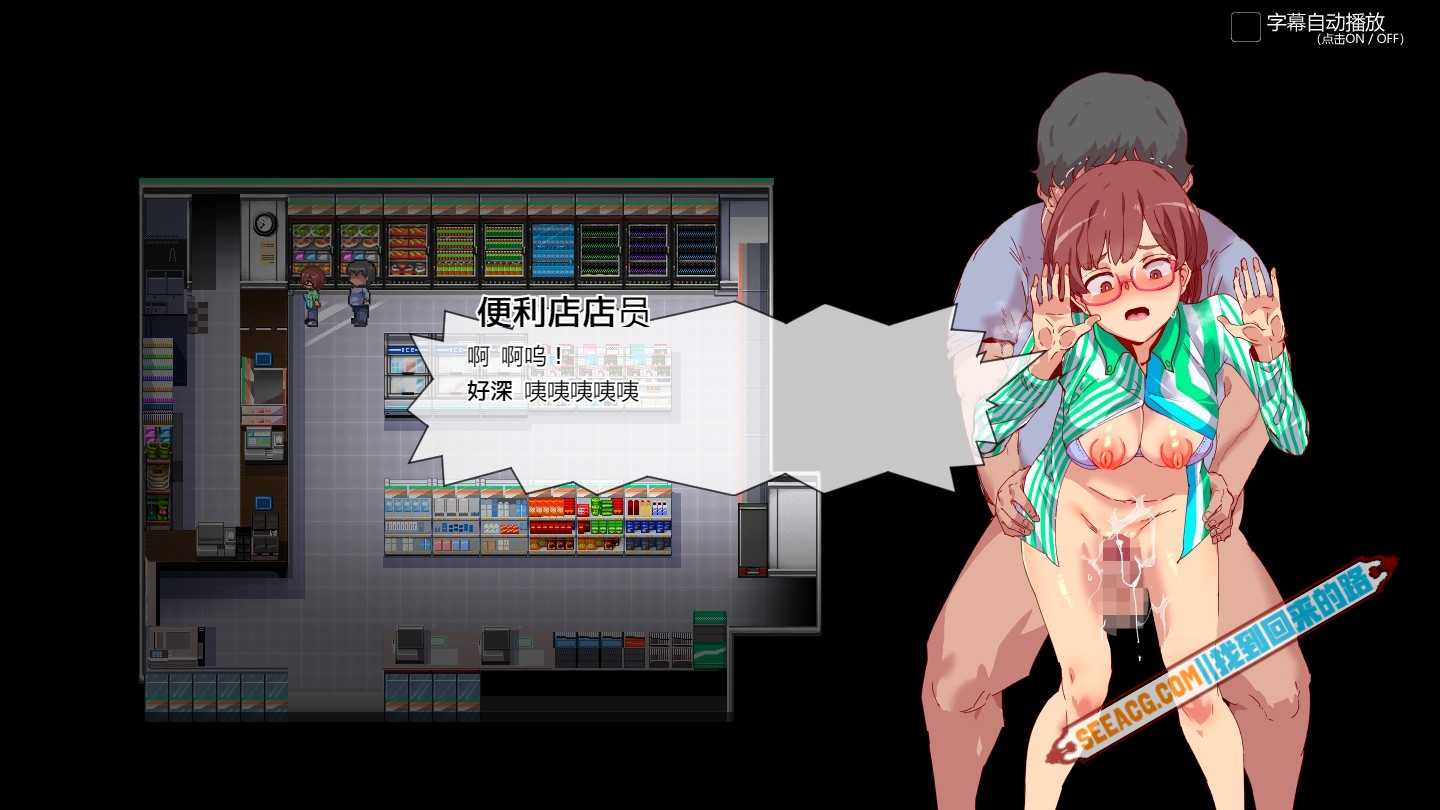 字幕自动播放
(点击ON / OFF)
便利店店员
啊 啊呜！
好深 咦咦咦咦咦
ICE
SEEACG.COM||找到回来的路